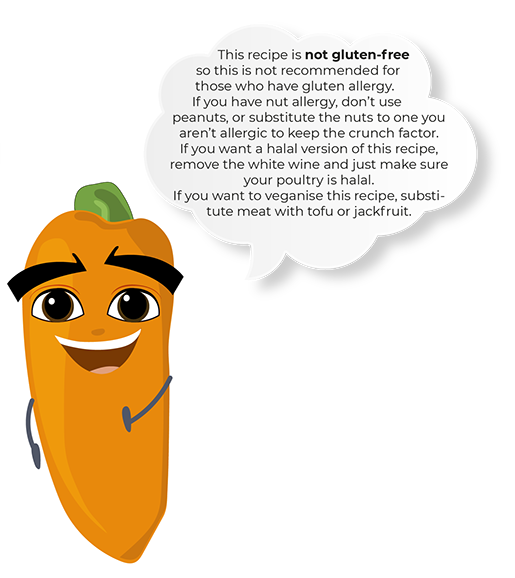 This recipe is not gluten-free
so this is not recommended for
those who have gluten allergy.
If you have nut allergy, don't use
peanuts, or substitute the nuts to one you
aren't allergic to keep the crunch factor.
If you want a halal version of this recipe,
remove the white wine and just make sure
your poultry is halal.
If you want to veganise this recipe, substi-
tute meat with tofu or jackfruit.